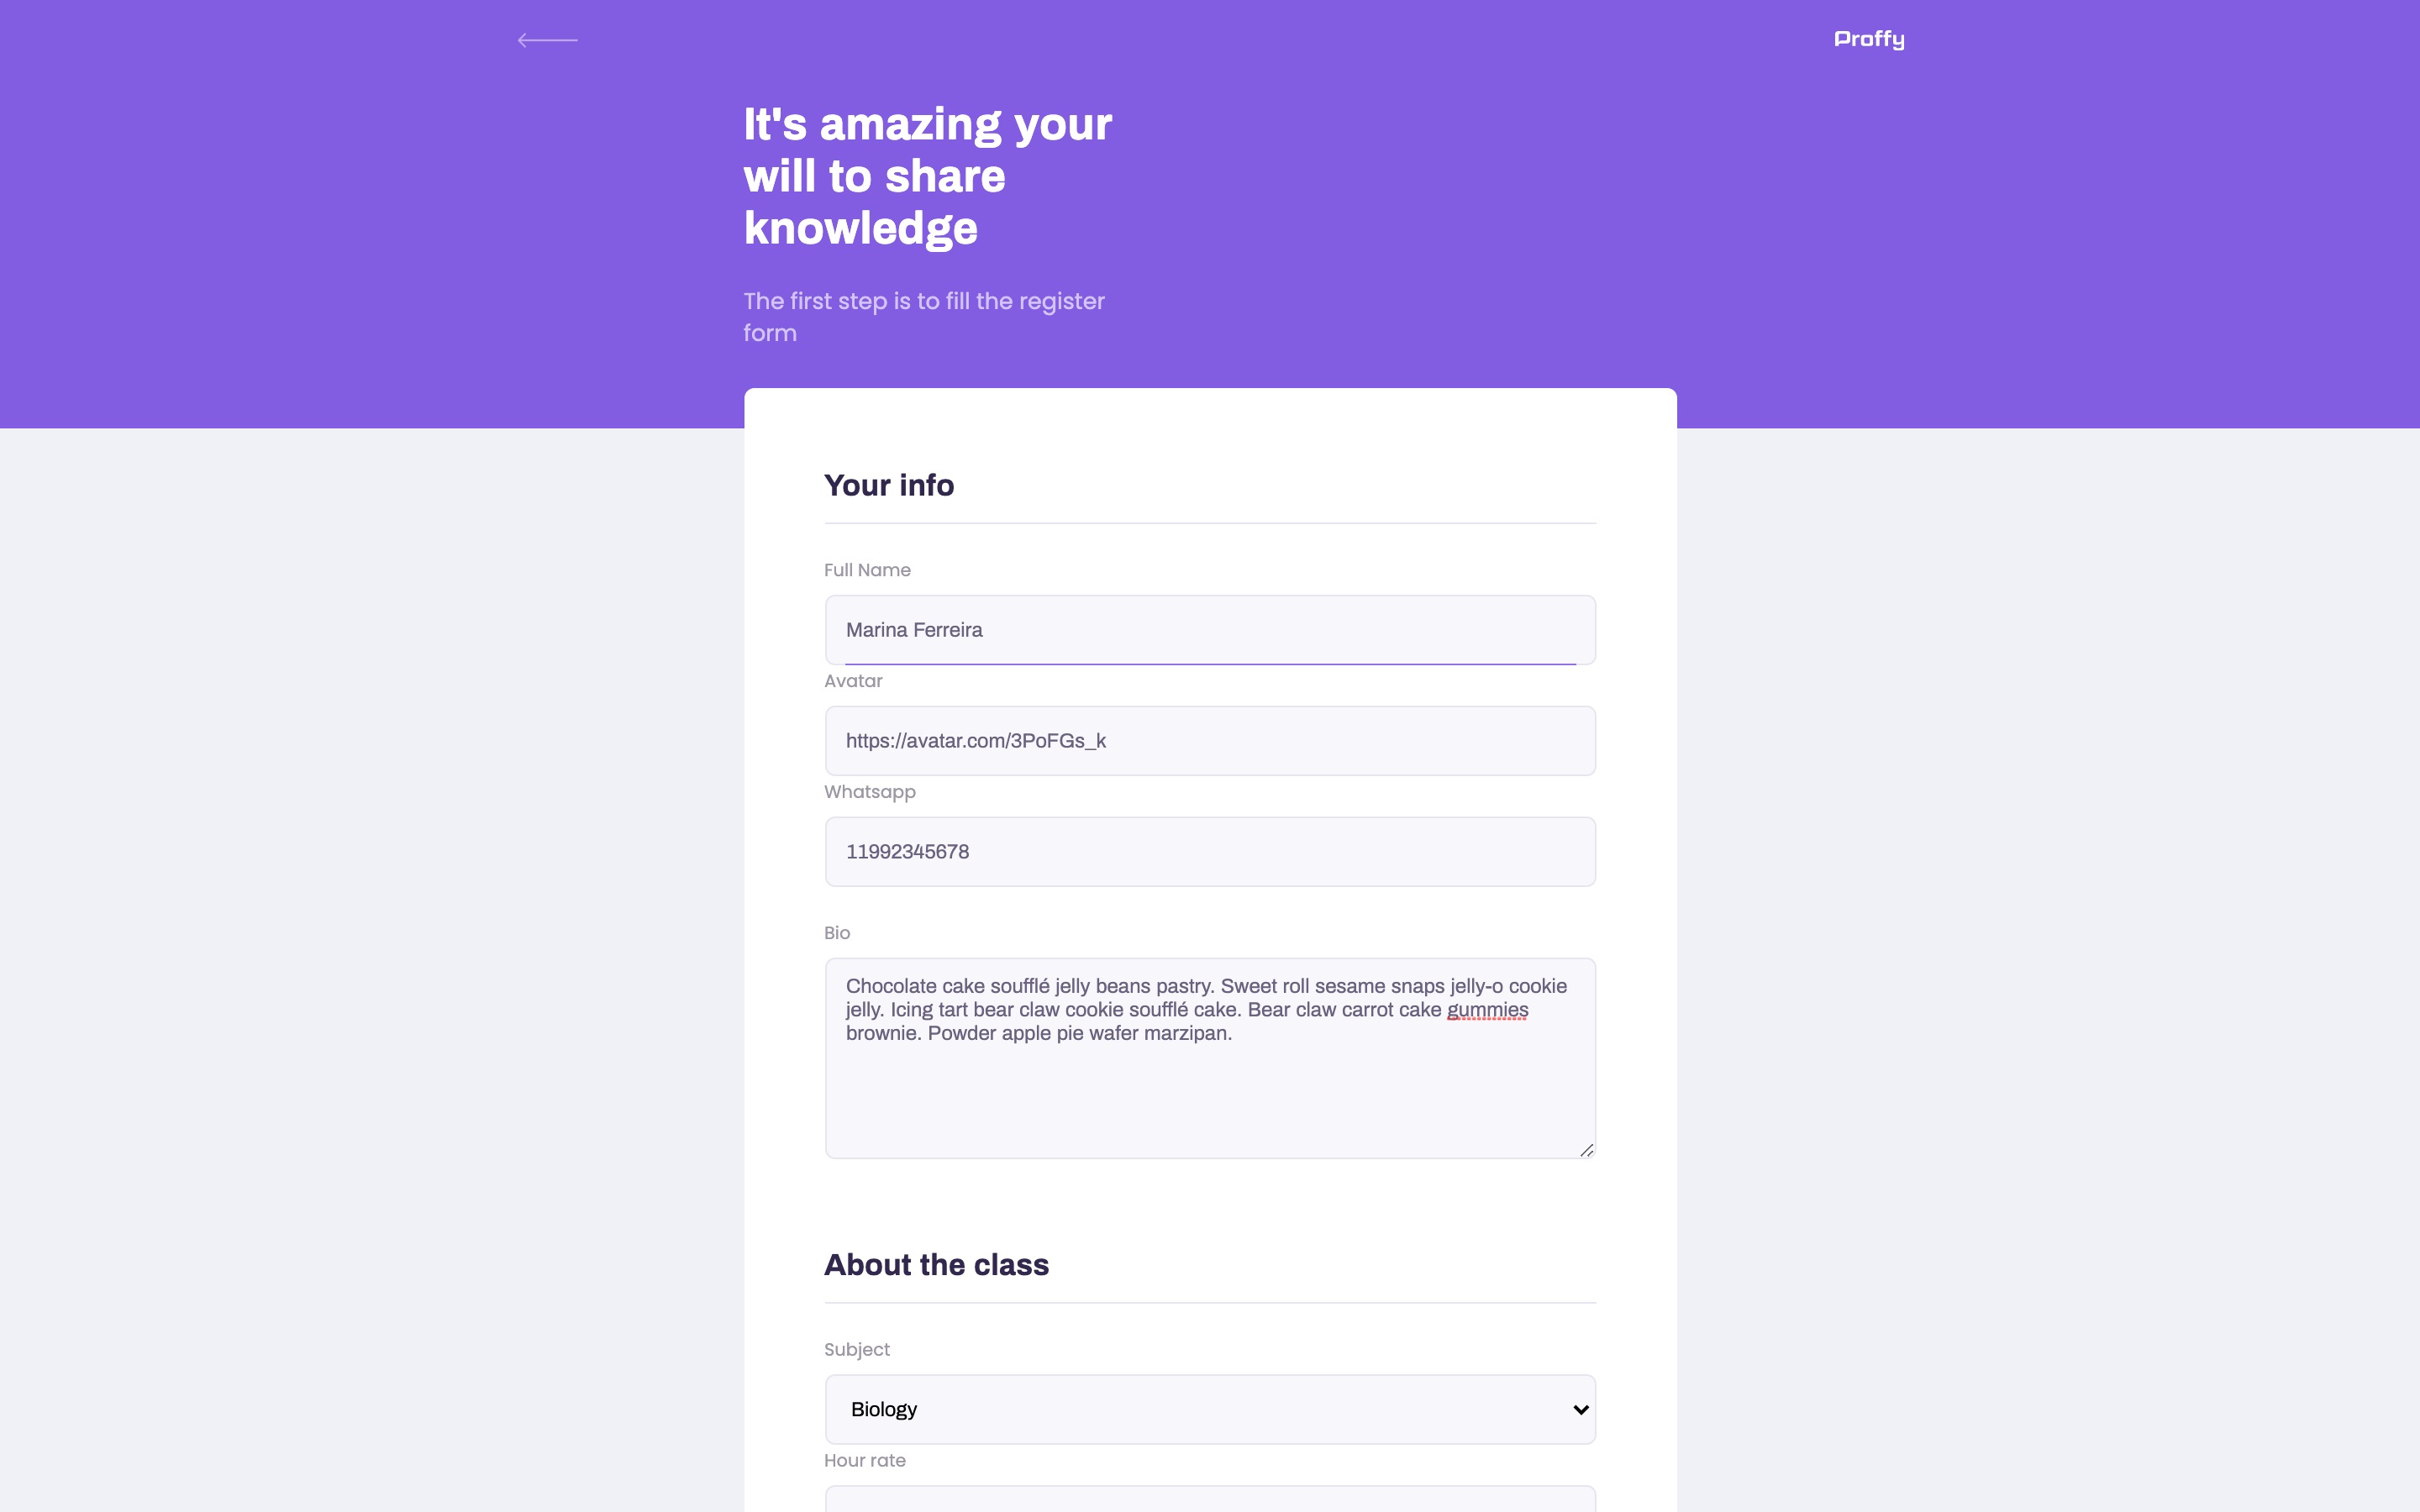 Proffy
It's amazing your
will to share
knowledge
The first step is to fill the register
form
Your info
Full Name
Marina Ferreira
Avatar
https://avatar.com/3PoFGs_k
Whatsapp
11992345678
Bio
Chocolate cake soufflé jelly beans pastry. Sweet roll sesame snaps jelly-o cookie
jelly. Icing tart bear claw cookie soufflé cake. Bear claw carrot cake gummies
brownie. Powder apple pie wafer marzipan.
About the class
Subject
Biology
Hour rate